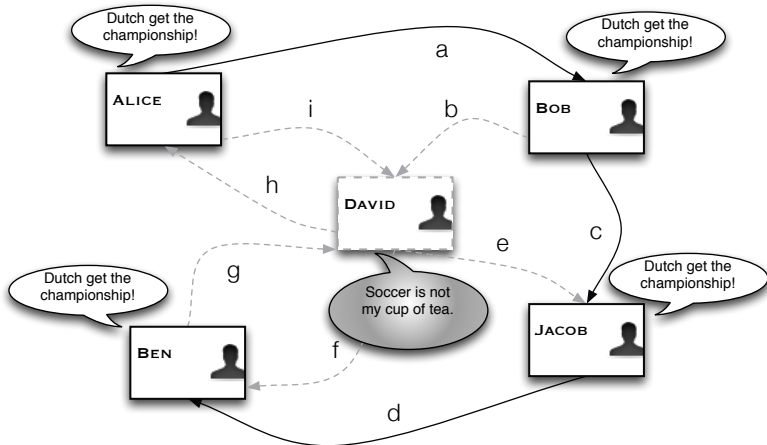 Dutch get the
championship!
a
Dutch get the
championship!
ALICE
BOB
i
b
h
DAVID
c
e
g
Dutch get the
championship!
Dutch get the
championship!
Soccer is not
my cup of tea.
JACOB
BEN
f
d